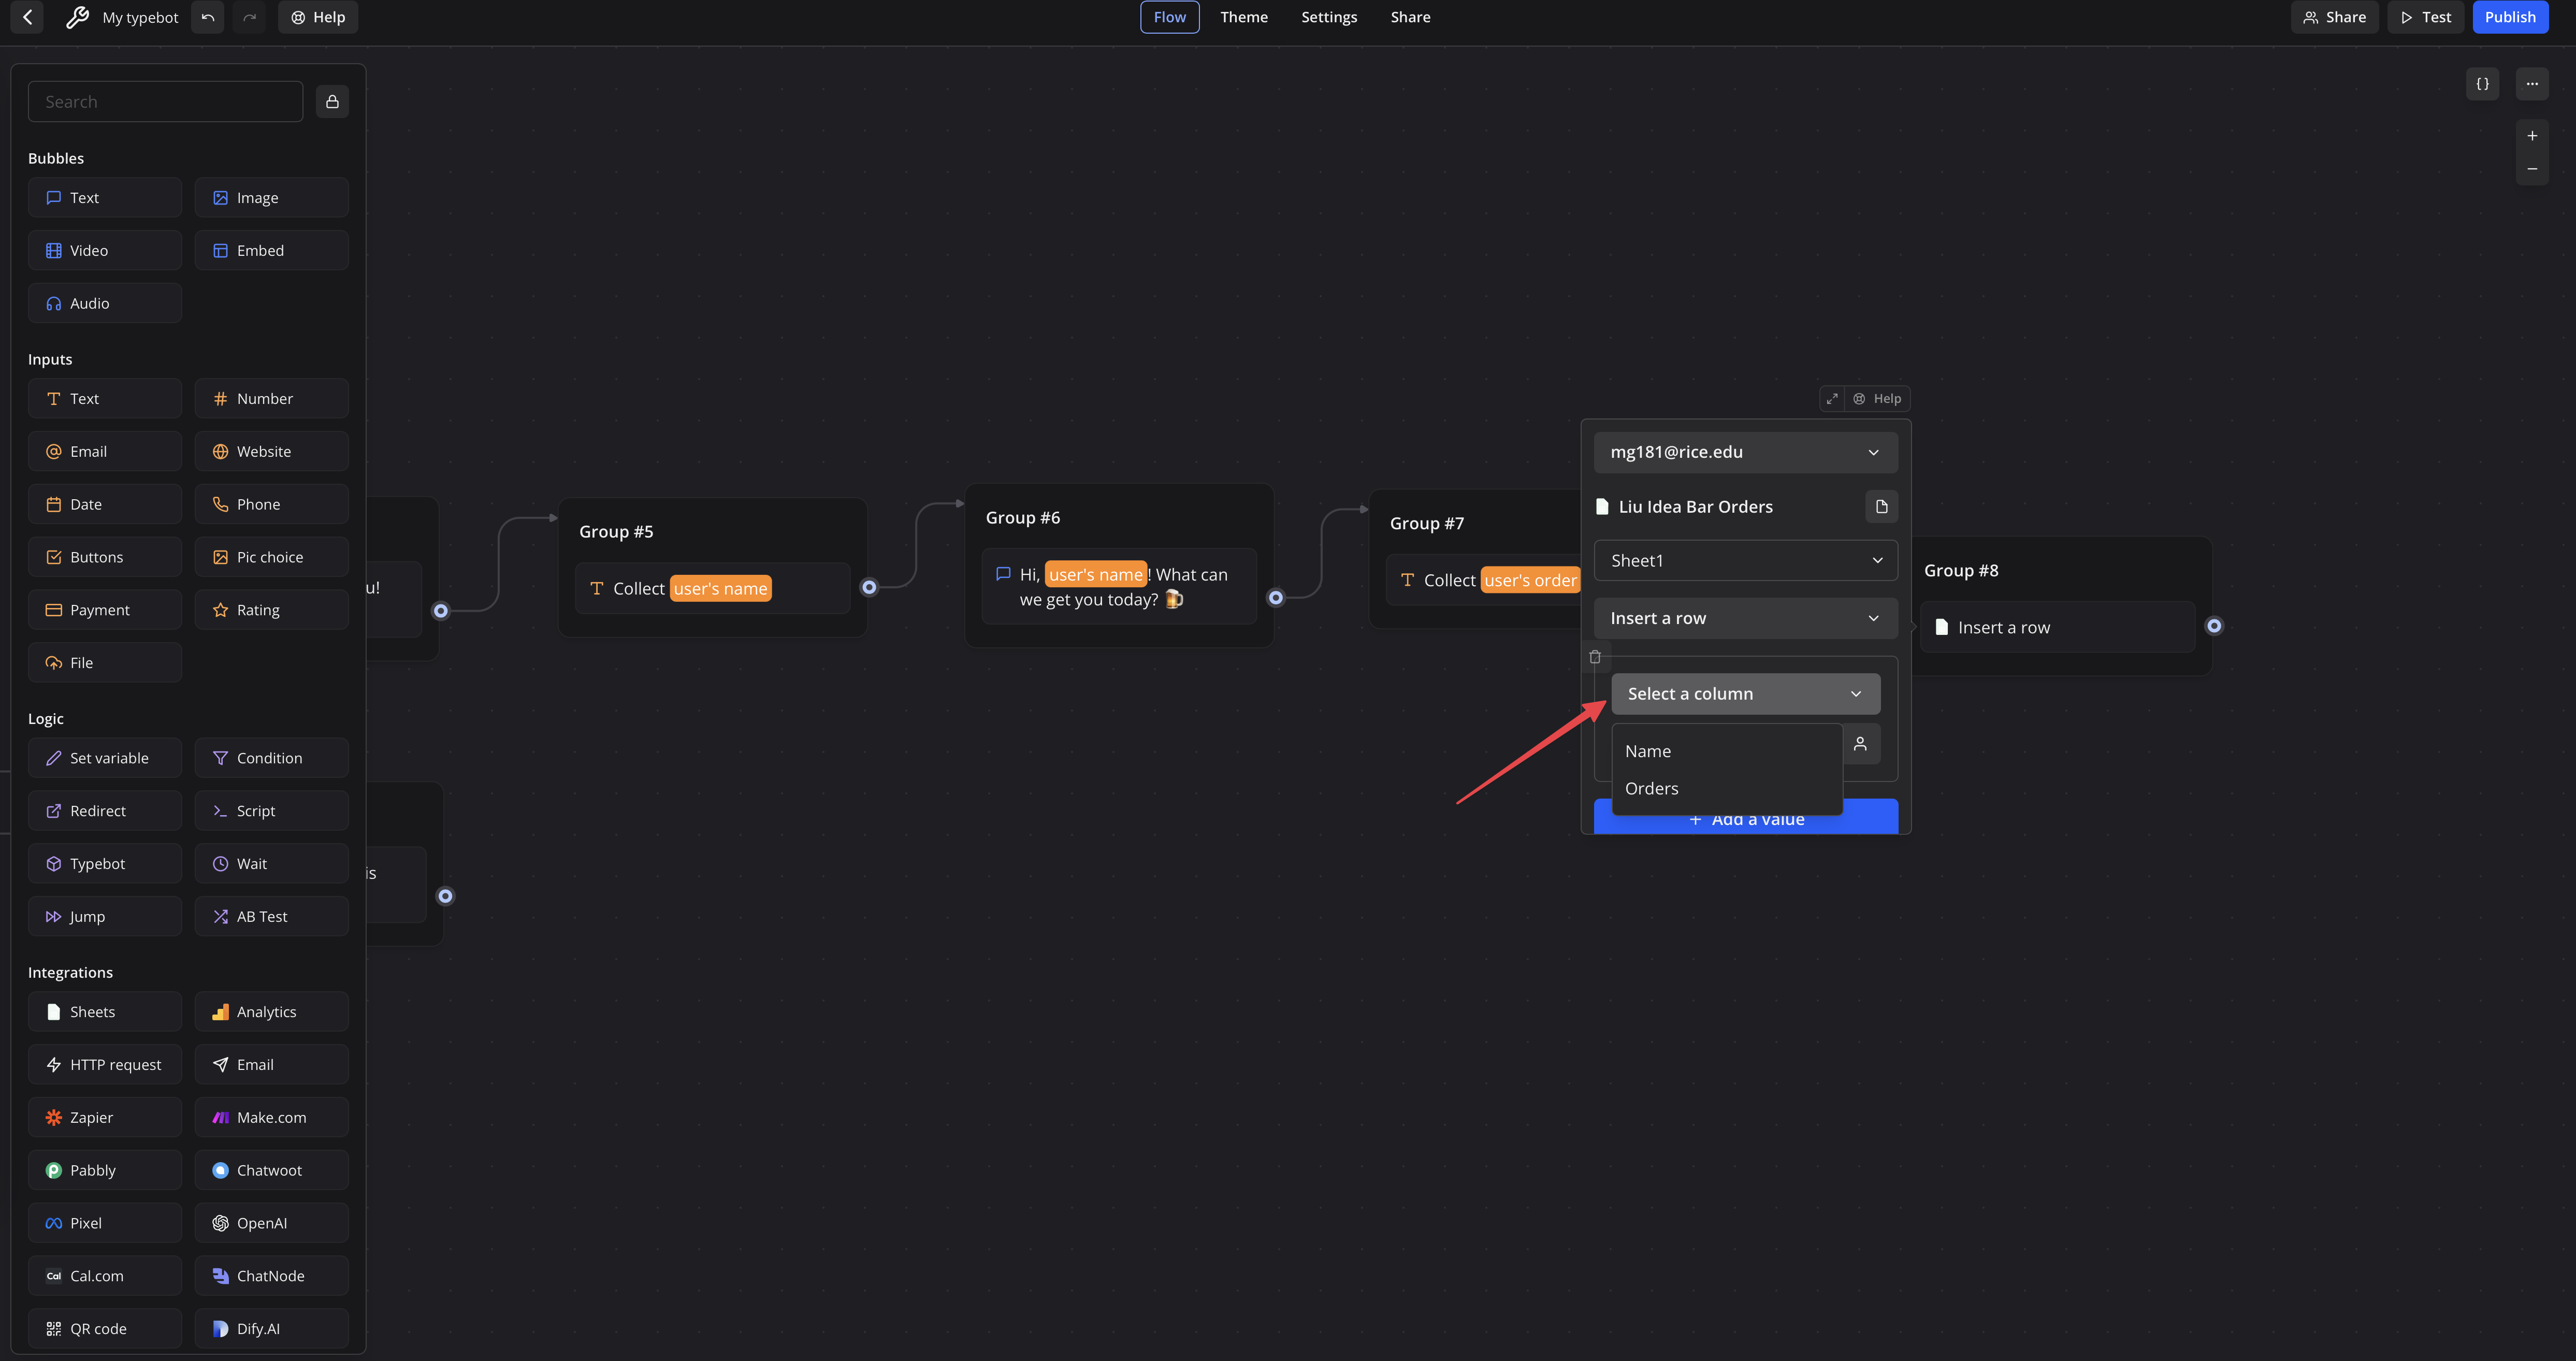 My typebot
Help
Flow
Theme
Settings
Share
Share
Test
Publish
Search
Bubbles
Text
Image
Video
Embed
Audio
Inputs
Text
Number
Email
Website
Date
Phone
Buttons
Pic choice
Payment
Rating
File
Logic
Set variable
Condition
Redirect
Script
Typebot
Wait
Jump
AB Test
Integrations
Sheets
Analytics
HTTP request
Email
Zapier
Make.com
Pabbly
Chatwoot
Pixel
OpenAI
Cal
Cal.com
ChatNode
QR code
Dify.AI
u!
is
Group #5
Collect user's name
Group #6
Hi, user's name! What can
we get you today? 🍺
Group #7
Collect user's order
Help
mg181@rice.edu
Liu Idea Bar Orders
Sheet1
Insert a row
Select a column
Name
Orders
+ Add a value
Group #8
Insert a row